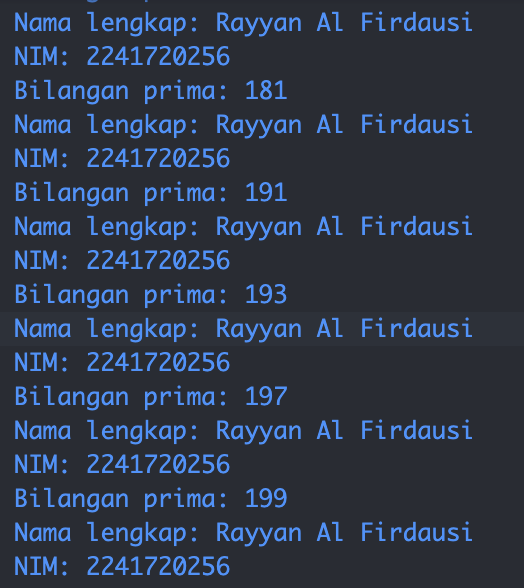 Nama lengkap: Rayyan Al Firdausi
NIM: 2241720256
Bilangan prima: 181
Nama lengkap: Rayyan Al Firdausi
NIM: 2241720256
Bilangan prima: 191
Nama lengkap: Rayyan Al Firdausi
NIM: 2241720256
Bilangan prima: 193
Nama lengkap: Rayyan Al Firdausi
NIM: 2241720256
Bilangan prima: 197
Nama lengkap: Rayyan Al Firdausi
NIM: 2241720256
Bilangan prima: 199
Nama lengkap: Rayyan Al Firdausi
NIM: 2241720256